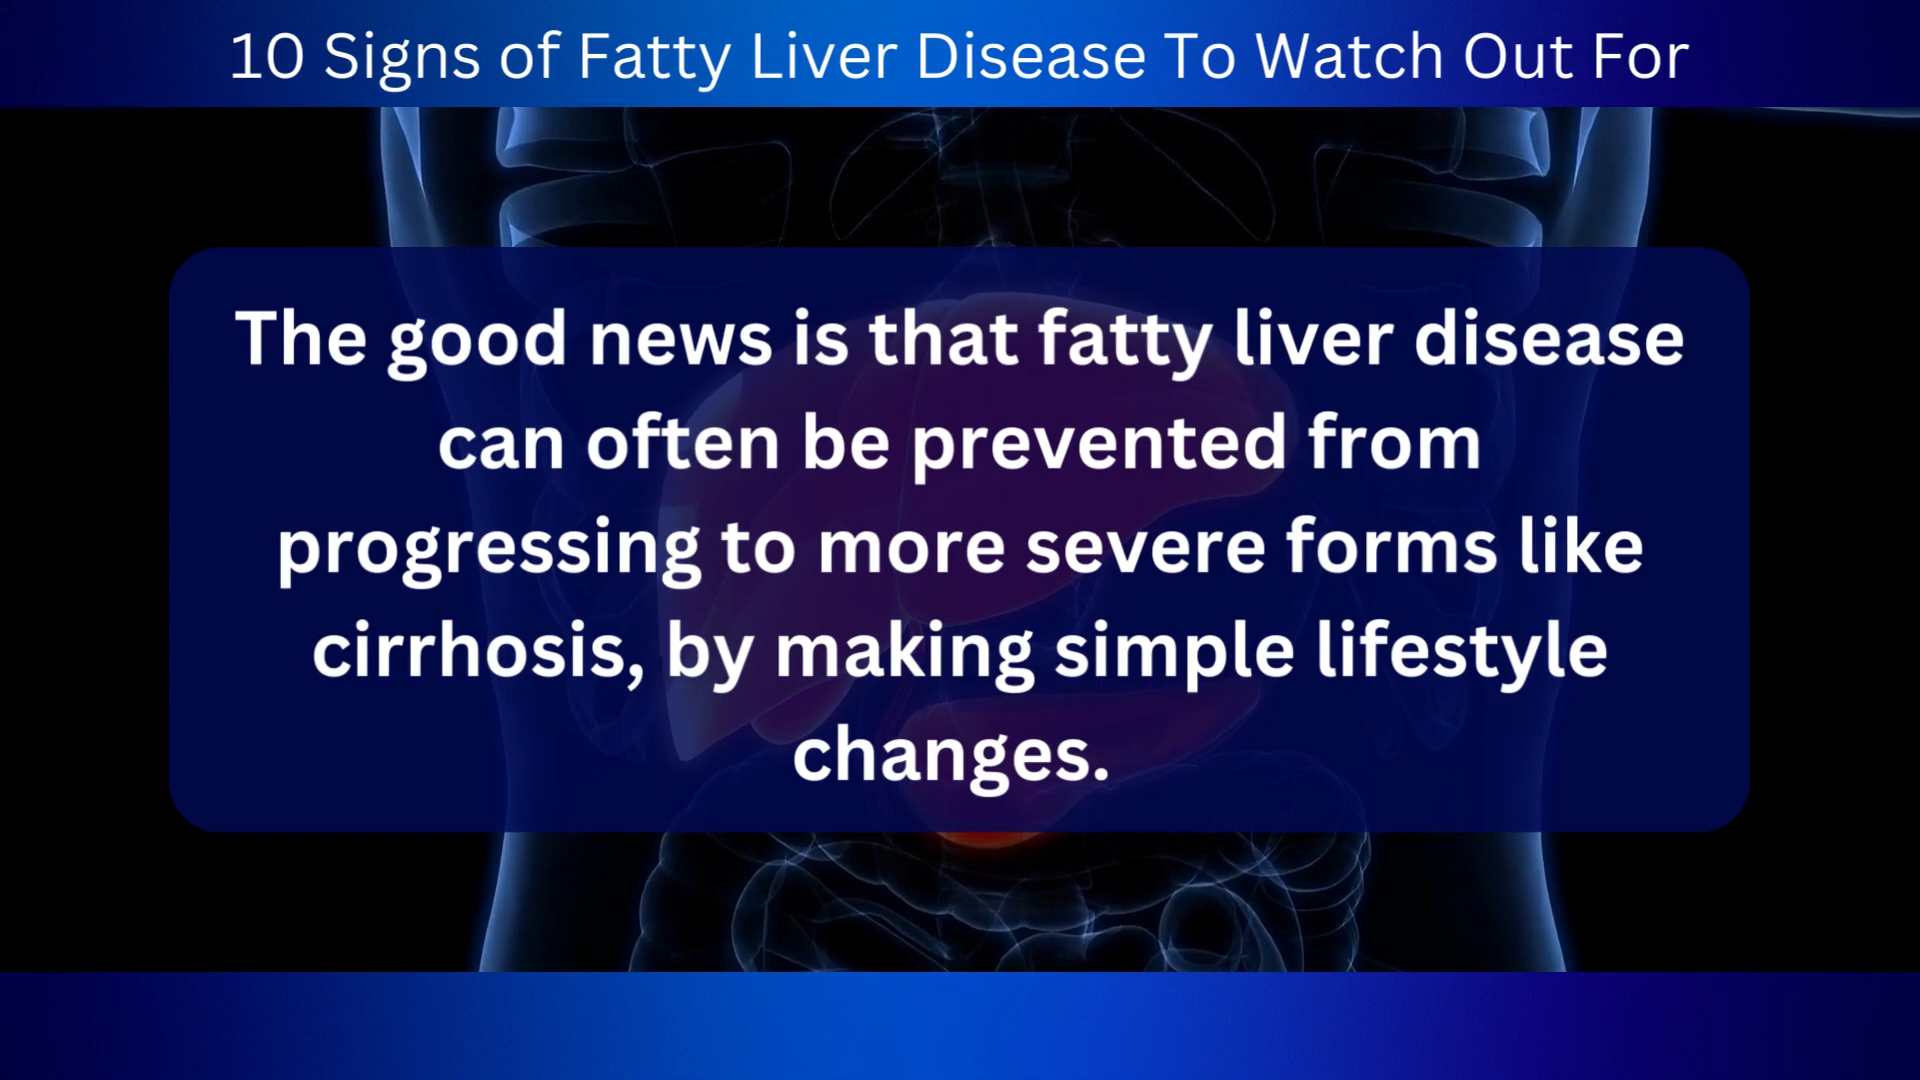 10 Signs of Fatty Liver Disease To Watch Out For
The good news is that fatty liver disease
can often be prevented from
progressing to more severe forms like
cirrhosis, by making simple lifestyle
changes.